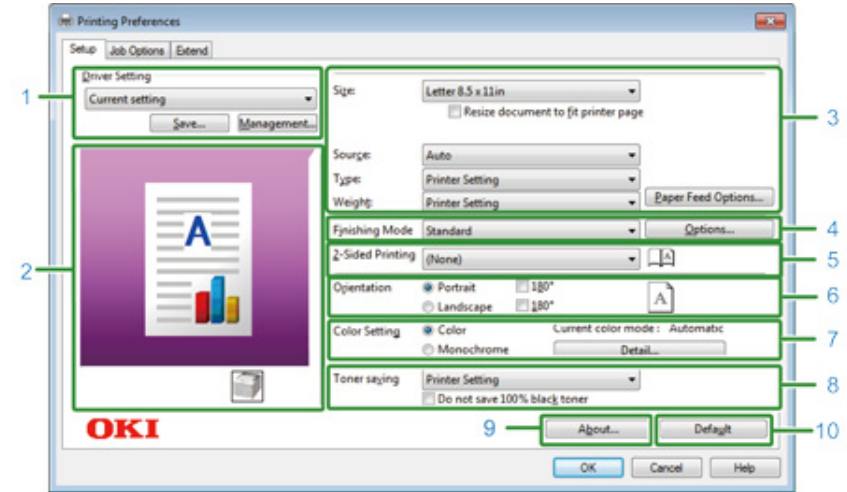 Printing Preferences
Setup Job Options Extend
1
Driver Setting
Current setting
Save... Management...
2
A
OKI
Size: Letter 8.5 x 11in
Resize document to fit printer page
3
Source: Auto
Type: Printer Setting
Weight: Printer Setting Paper Feed Options...
Finishing Mode Standard Options... 4
2-Sided Printing (None) A 5
Orientation Portrait 180°
Landscape 180° A 6
Color Setting Color Current color mode : Automatic
Monochrome Detail... 7
Toner saving Printer Setting 8
Do not save 100% black toner
9 About... Default 10
OK Cancel Help